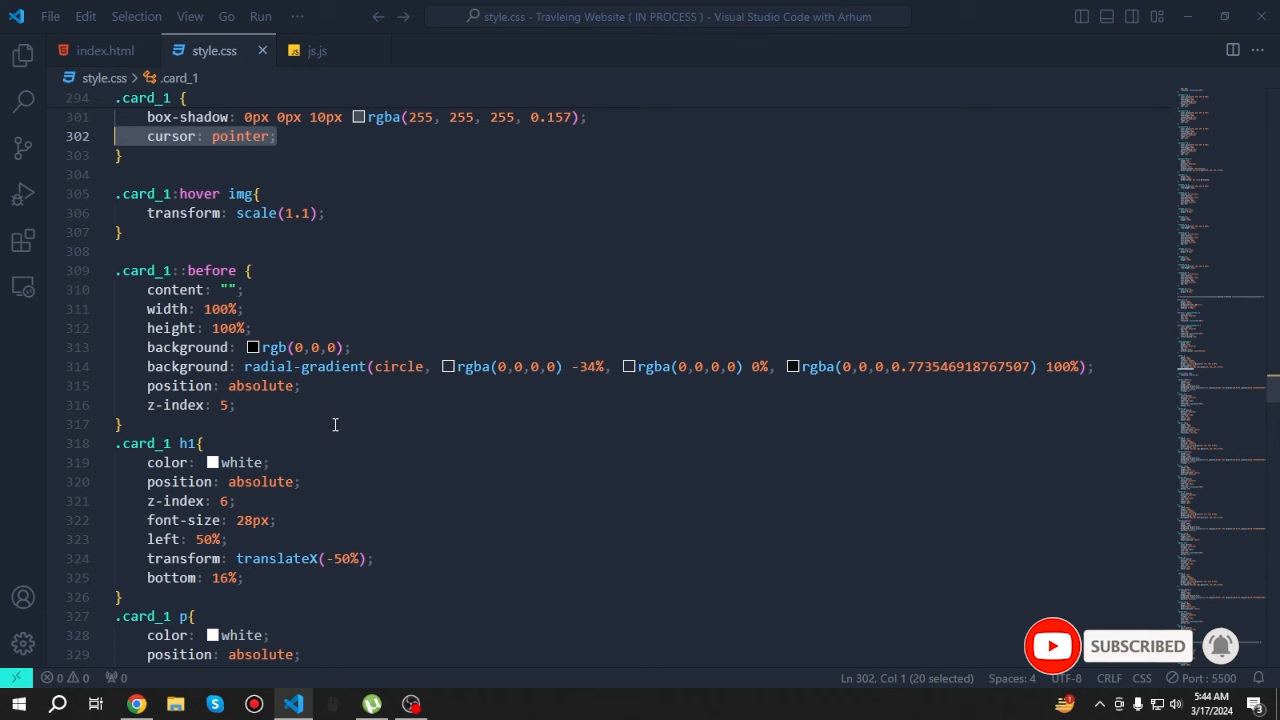 File Edit Selection View Go Run ··· style.css - Travleing Website ( IN PROCESS ) - Visual Studio Code with Arhum
index.html style.css js.js
style.css > .card_1
294 .card_1 {
301 box-shadow: 0px 0px 10px rgba(255, 255, 255, 0.157);
302 cursor: pointer;
303 }
304
305 .card_1:hover img{
306 transform: scale(1.1);
307 }
308
309 .card_1::before {
310 content: "";
311 width: 100%;
312 height: 100%;
313 background: rgb(0,0,0);
314 background: radial-gradient(circle, rgba(0,0,0,0) -34%, rgba(0,0,0,0) 0%, rgba(0,0,0,0.773546918767507) 100%);
315 position: absolute;
316 z-index: 5;
317 }
318 .card_1 h1{
319 color: white;
320 position: absolute;
321 z-index: 6;
322 font-size: 28px;
323 left: 50%;
324 transform: translateX(-50%);
325 bottom: 16%;
326 }
327 .card_1 p{
328 color: white;
329 position: absolute;
SUBSCRIBED
0 0 0 Ln 302, Col 1 (20 selected) Spaces: 4 UTF-8 CRLF CSS Port : 5500
5:44 AM
3/17/2024
3